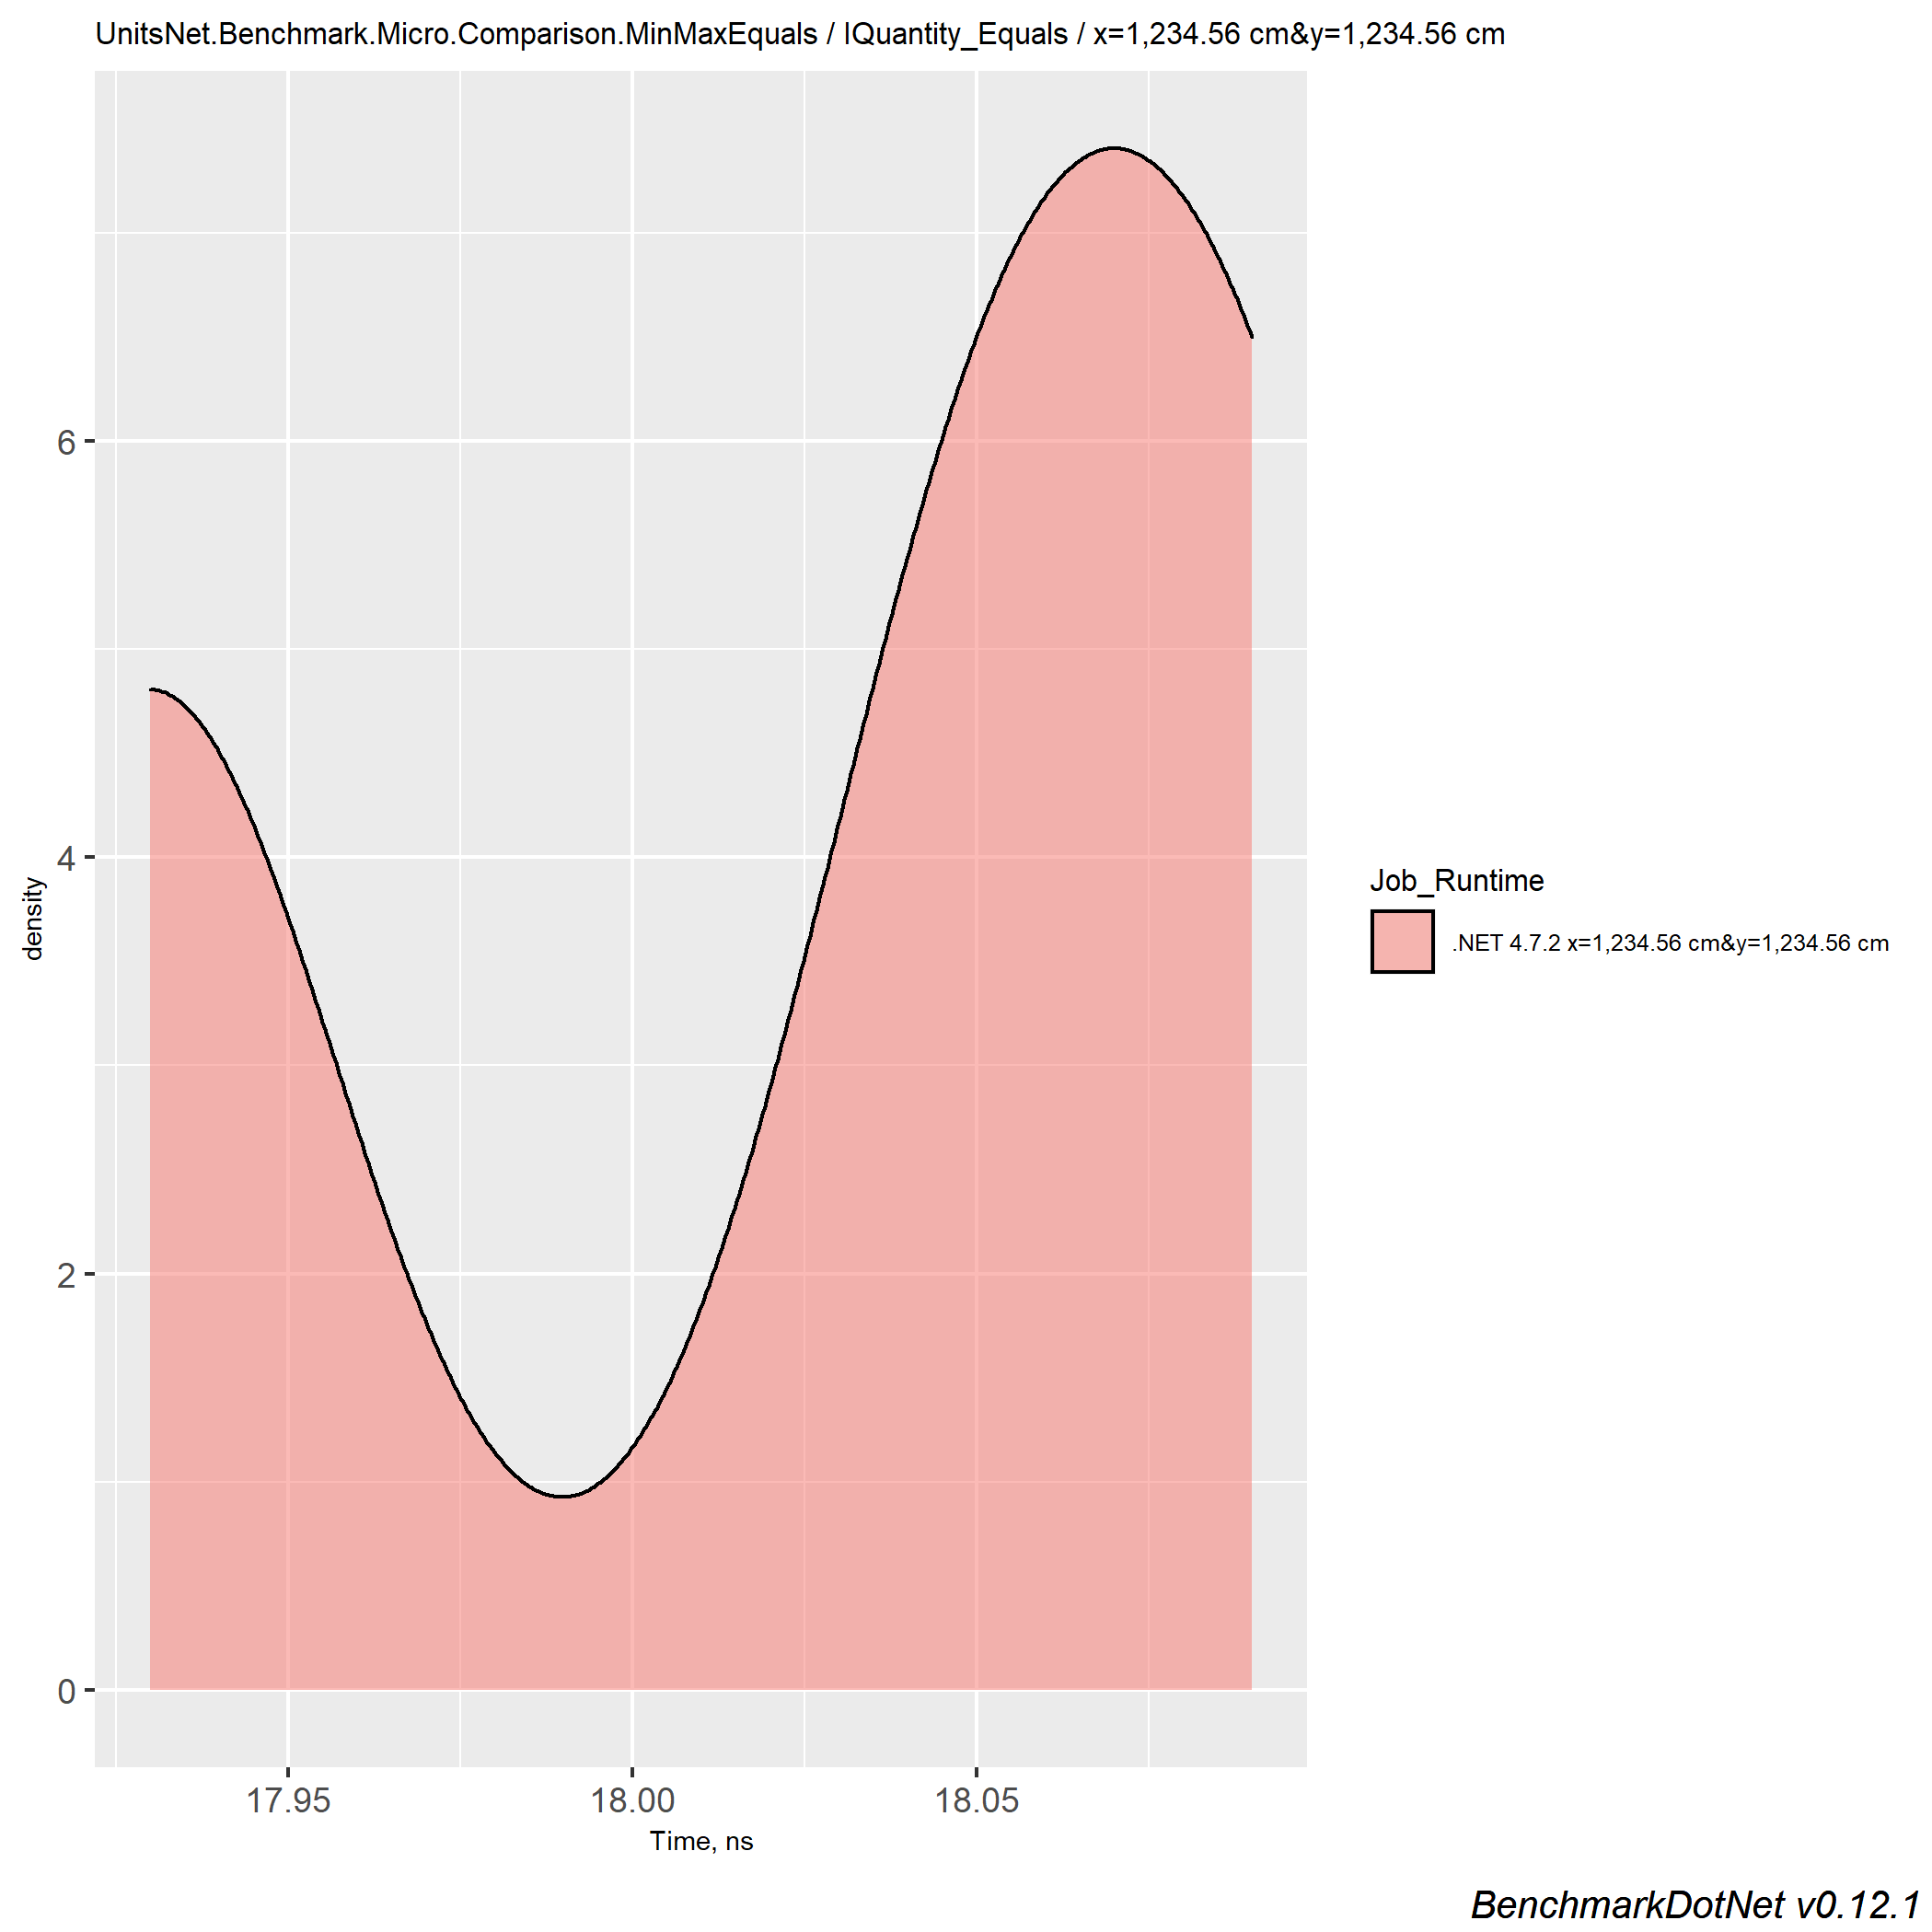 UnitsNet.Benchmark.Micro.Comparison.MinMaxEquals / IQuantity_Equals / x=1,234.56 cm&y=1,234.56 cm
6
4
2
0
density
17.95 18.00 18.05
Time, ns
Job_Runtime
.NET 4.7.2 x=1,234.56 cm&y=1,234.56 cm
BenchmarkDotNet v0.12.1